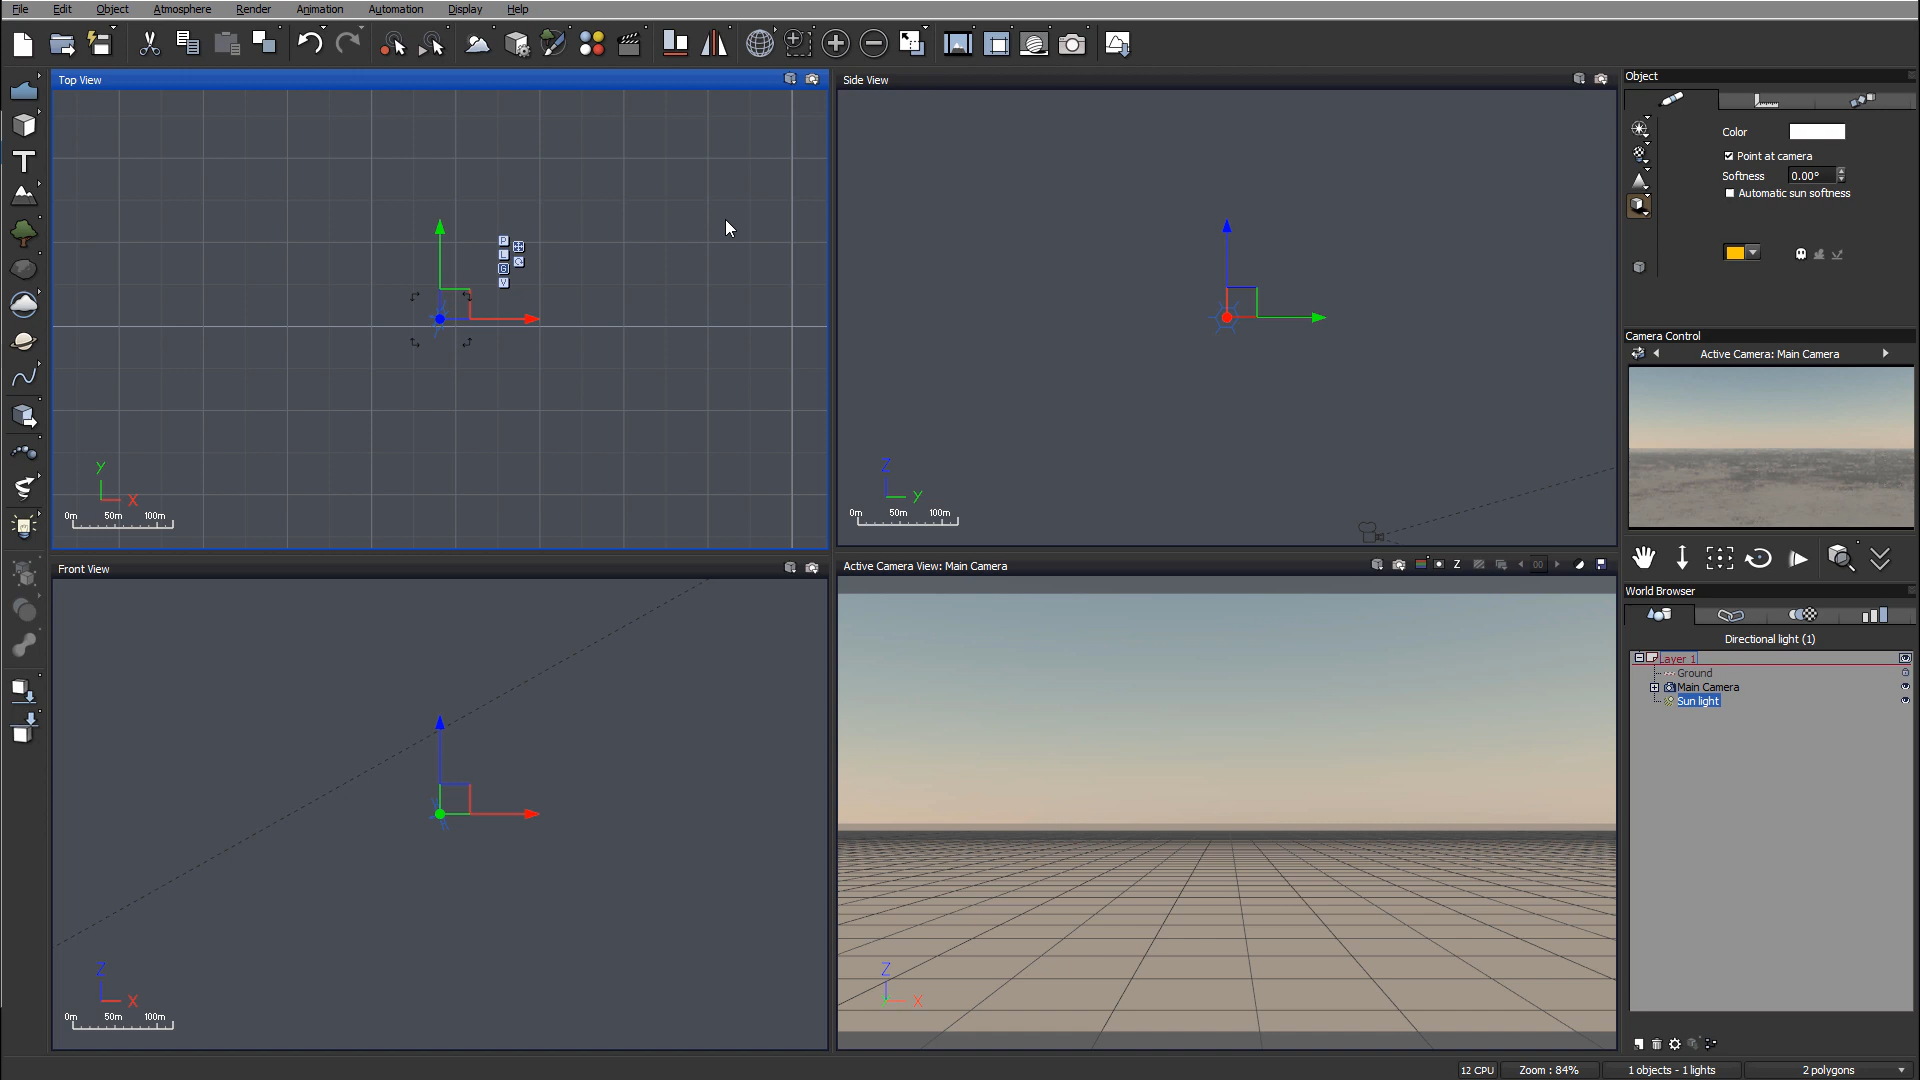 File Edit Object Atmosphere Render Animation Automation Display Help
Top View
Side View
Object
Color
Point at camera
Softness 0.00°
Automatic sun softness
P
L
G
V
Y
X
0m 50m 100m
Z
Y
0m 50m 100m
Camera Control
Active Camera: Main Camera
Front View
Active Camera View: Main Camera
Z
00
World Browser
Directional light (1)
Layer 1
Ground
Main Camera
Sun light
Z
X
0m 50m 100m
Z
X
12 CPU
Zoom : 84%
1 objects - 1 lights
2 polygons